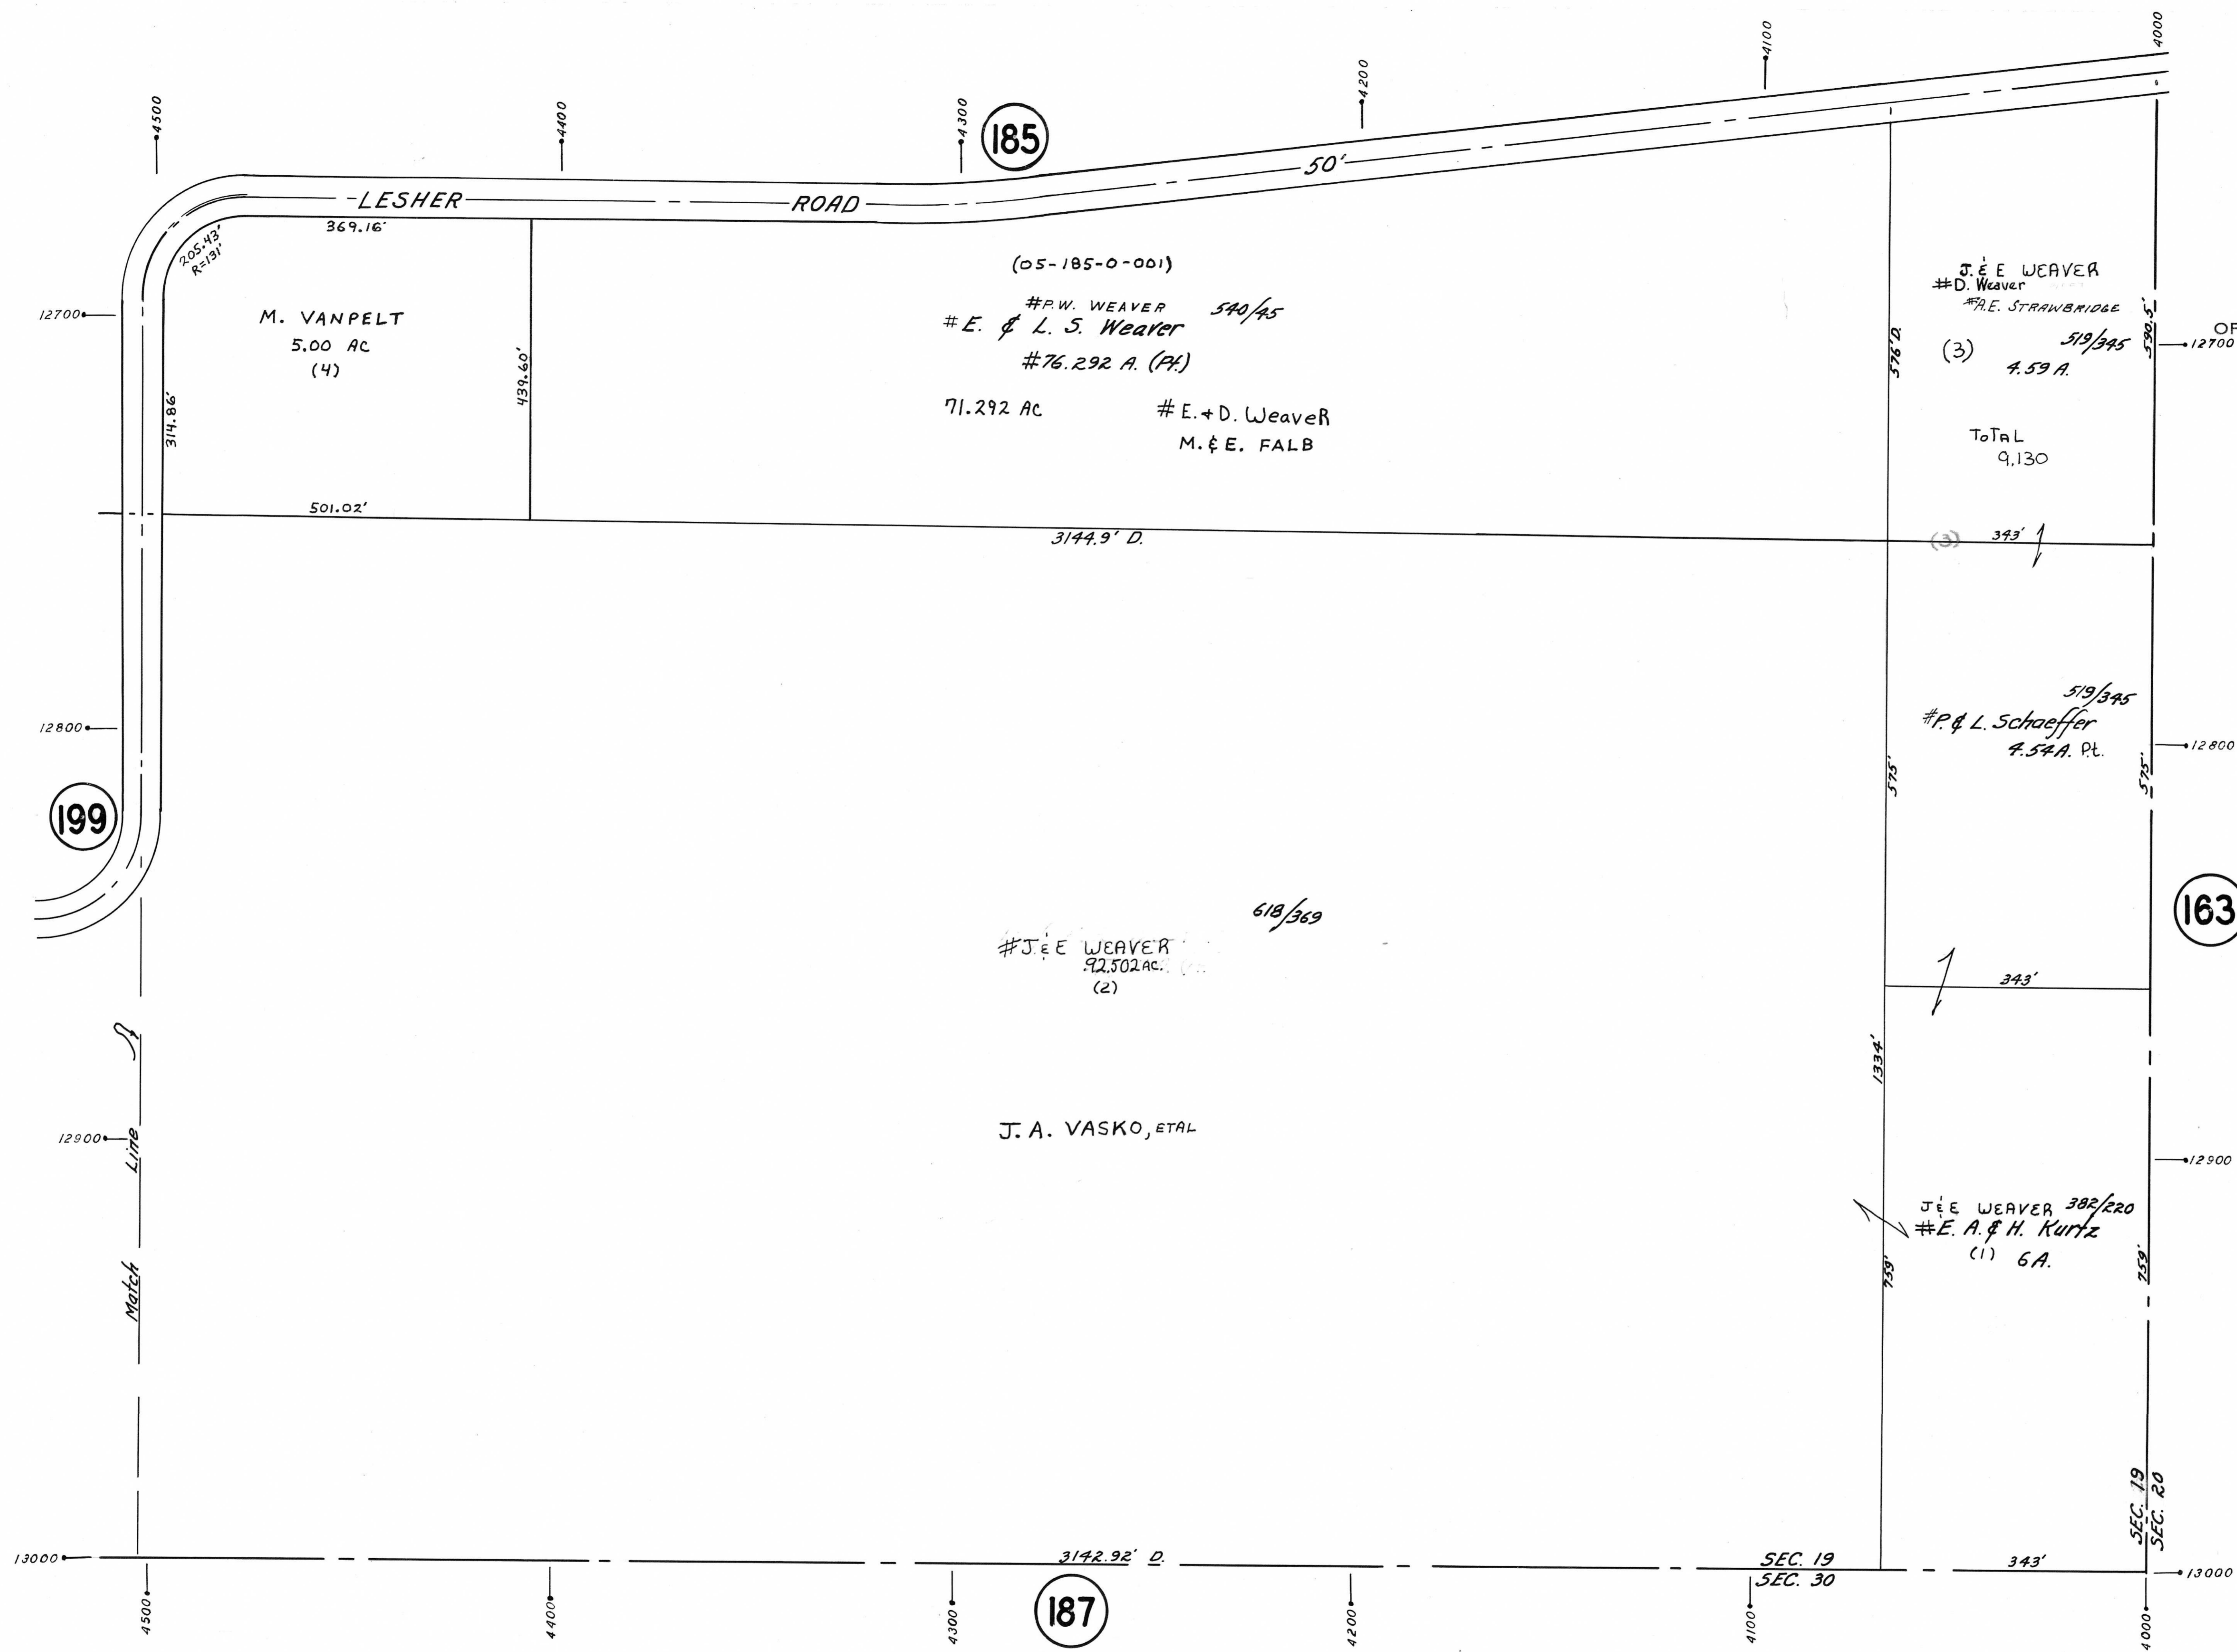 4500
4400
4300
185
4200
4100
4000
LESHER ROAD
50'
369.16'
205.43'
R=131'
12700
M. VANPELT
5.00 AC
(4)
314.86'
439.60'
501.02'
(05-185-0-001)
#P.W. WEAVER 540/45
#E. & L. S. Weaver
#76.292 A. (Pt.)
71.292 AC
#E. + D. Weaver
M. & E. FALB
3144.9' D.
576' D.
J. & E WEAVER
#D. Weaver
#A.E. STRAWBRIDGE
519/345
(3)
4.59 A.
TOTAL
9.130
590.5'
OF
12700
(3)
343'
12800
199
519/345
#P. & L. Schaeffer
4.54A. Pt.
575'
575'
12800
163
618/369
#J & E WEAVER
92.502 AC.
(2)
343'
1334'
J. A. VASKO, ETAL
12900
Match Line
12900
J & E WEAVER 382/220
#E. A. & H. Kurtz
(1) 6A.
759'
759'
SEC. 19
SEC. 20
13000
3142.92' D.
SEC. 19
SEC. 30
343'
13000
4500
4400
4300
187
4200
4100
4000